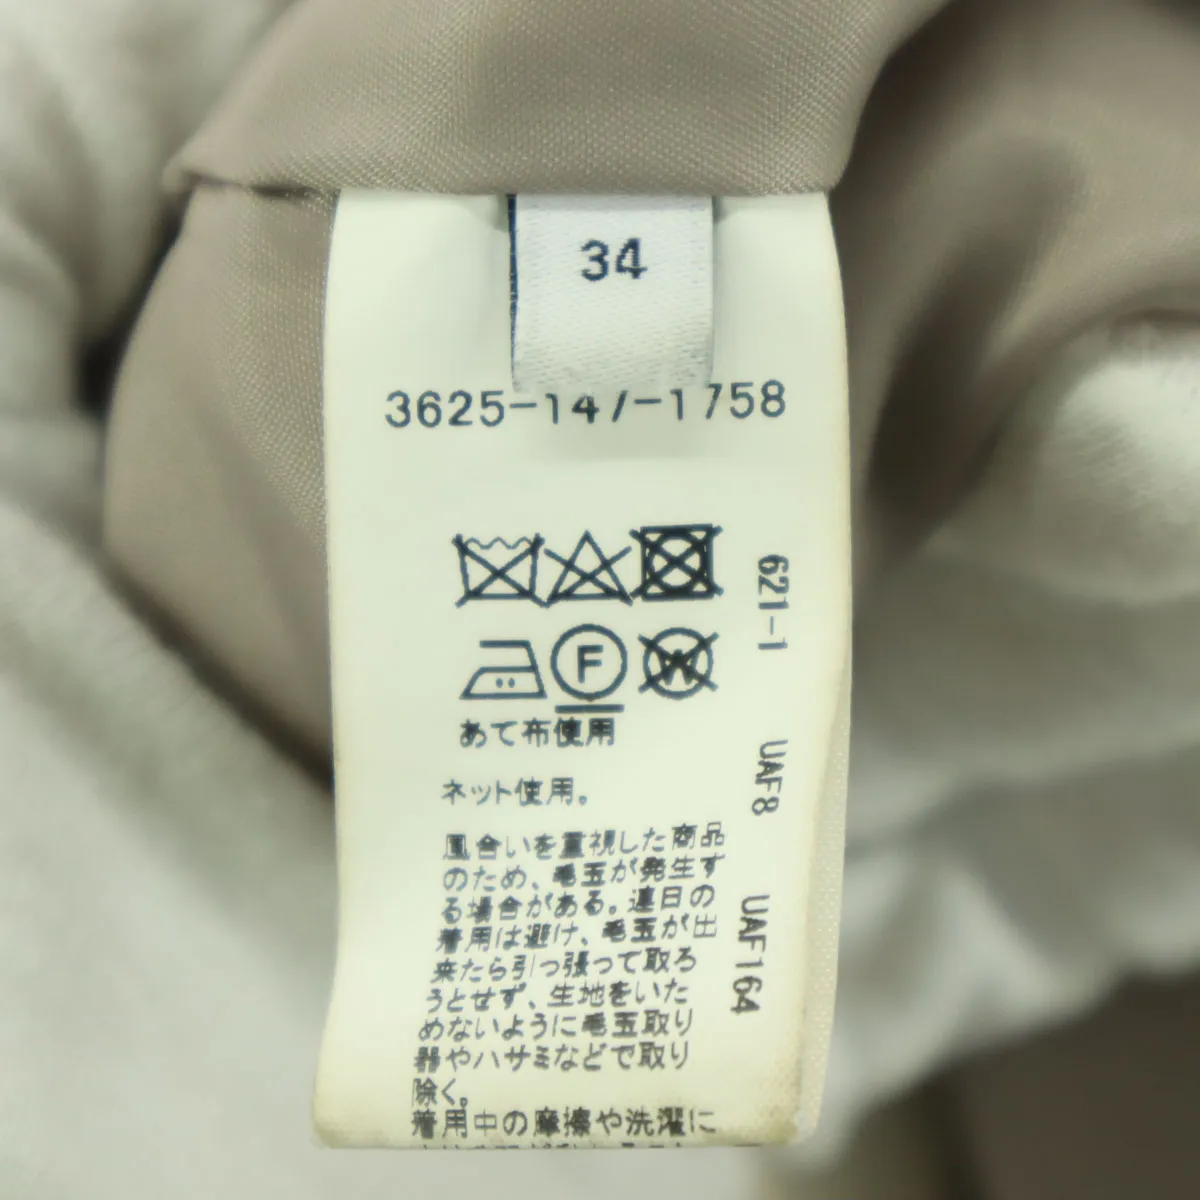 34
3625-147-1758
F
W
あて布使用
ネット使用。
風合いを重視した商品
のため、毛玉が発生す
る場合がある。連日の
着用は避け、毛玉が出
来たら引っ張って取ろ
うとせず、生地をいた
めないように毛玉取り
器やハサミなどで取り
除く。
着用中の摩擦や洗濯に
621-1
UAF8
UAF164